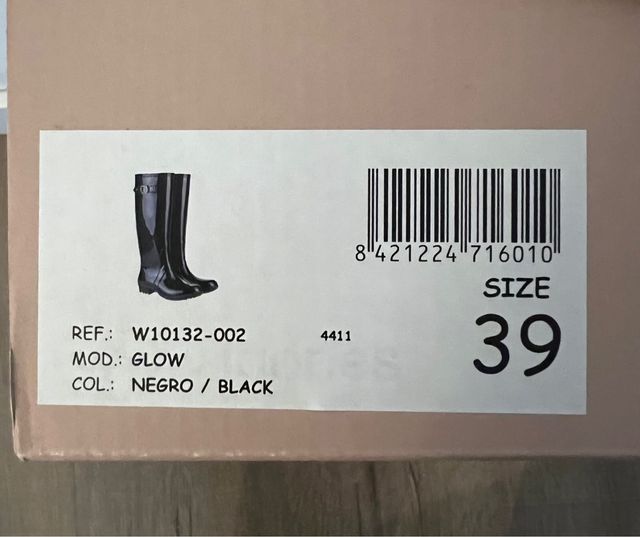 8 421224 716010
SIZE
39
REF.: W10132-002 4411
MOD.: GLOW
COL.: NEGRO / BLACK